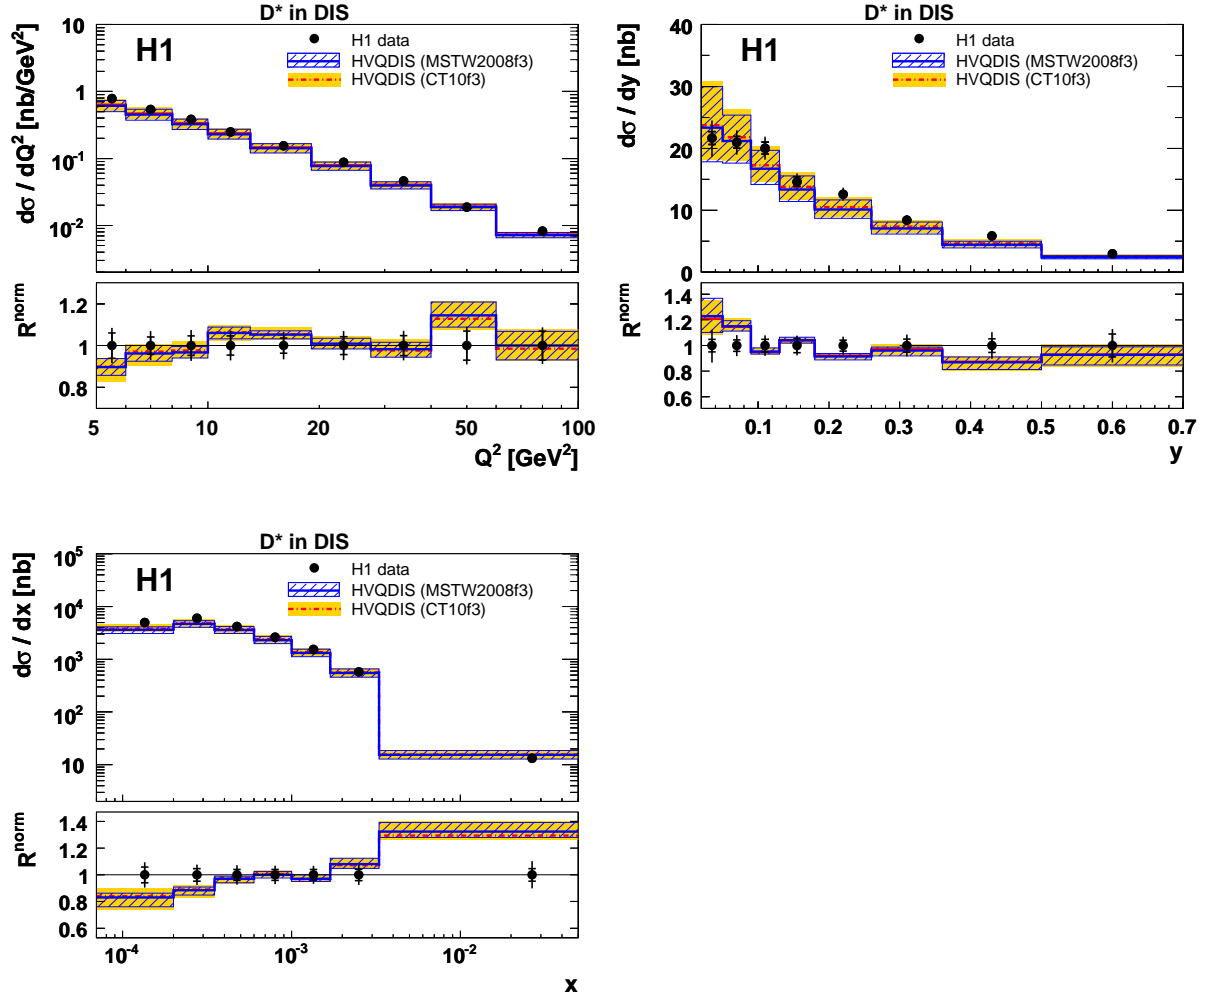 D* in DIS
H1
H1 data
HVQDIS (MSTW2008f3)
HVQDIS (CT10f3)
dσ / dQ² [nb/GeV²]
10
1
10⁻¹
10⁻²
R^norm
1.2
1
0.8
5 10 20 50 100
Q² [GeV²]
D* in DIS
H1
H1 data
HVQDIS (MSTW2008f3)
HVQDIS (CT10f3)
dσ / dy [nb]
40
30
20
10
0
R^norm
1.4
1.2
1
0.8
0.6
0.1 0.2 0.3 0.4 0.5 0.6 0.7
y
D* in DIS
H1
H1 data
HVQDIS (MSTW2008f3)
HVQDIS (CT10f3)
dσ / dx [nb]
10⁵
10⁴
10³
10²
10
R^norm
1.4
1.2
1
0.8
0.6
10⁻⁴ 10⁻³ 10⁻²
x